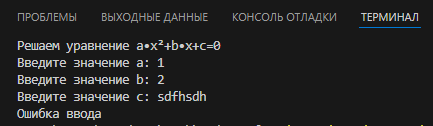 ПРОБЛЕМЫ ВЫХОДНЫЕ ДАННЫЕ КОНСОЛЬ ОТЛАДКИ ТЕРМИНАЛ
Решаем уравнение a•x²+b•x+c=0
Введите значение a: 1
Введите значение b: 2
Введите значение c: sdfhsdh
Ошибка ввода